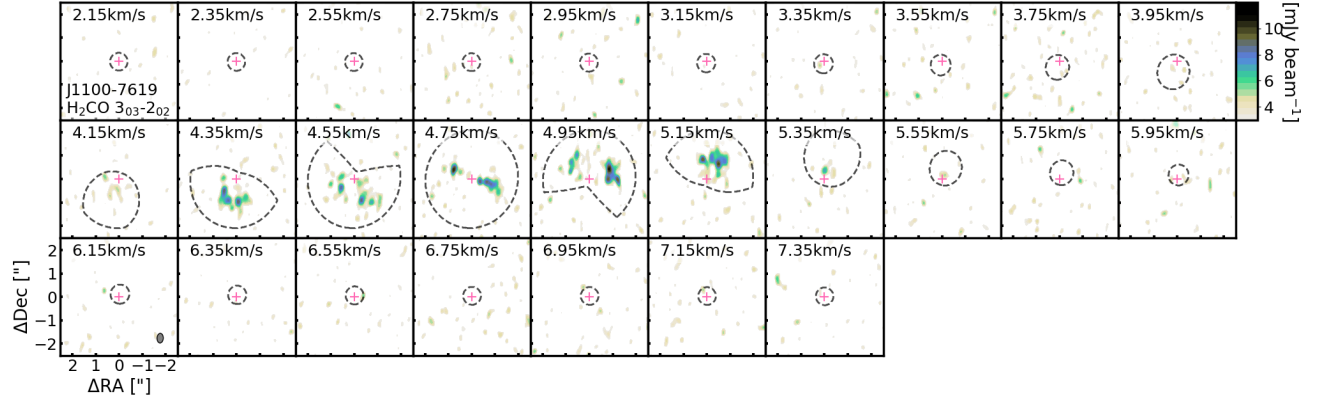 2.15km/s 2.35km/s 2.55km/s 2.75km/s 2.95km/s 3.15km/s 3.35km/s 3.55km/s 3.75km/s 3.95km/s
J1100-7619
H₂CO 3₀₃-2₀₂
10
8
6
4
[mJy beam⁻¹]
4.15km/s 4.35km/s 4.55km/s 4.75km/s 4.95km/s 5.15km/s 5.35km/s 5.55km/s 5.75km/s 5.95km/s
6.15km/s 6.35km/s 6.55km/s 6.75km/s 6.95km/s 7.15km/s 7.35km/s
2
1
0
−1
−2
ΔDec ["]
2 1 0 −1 −2
ΔRA ["]